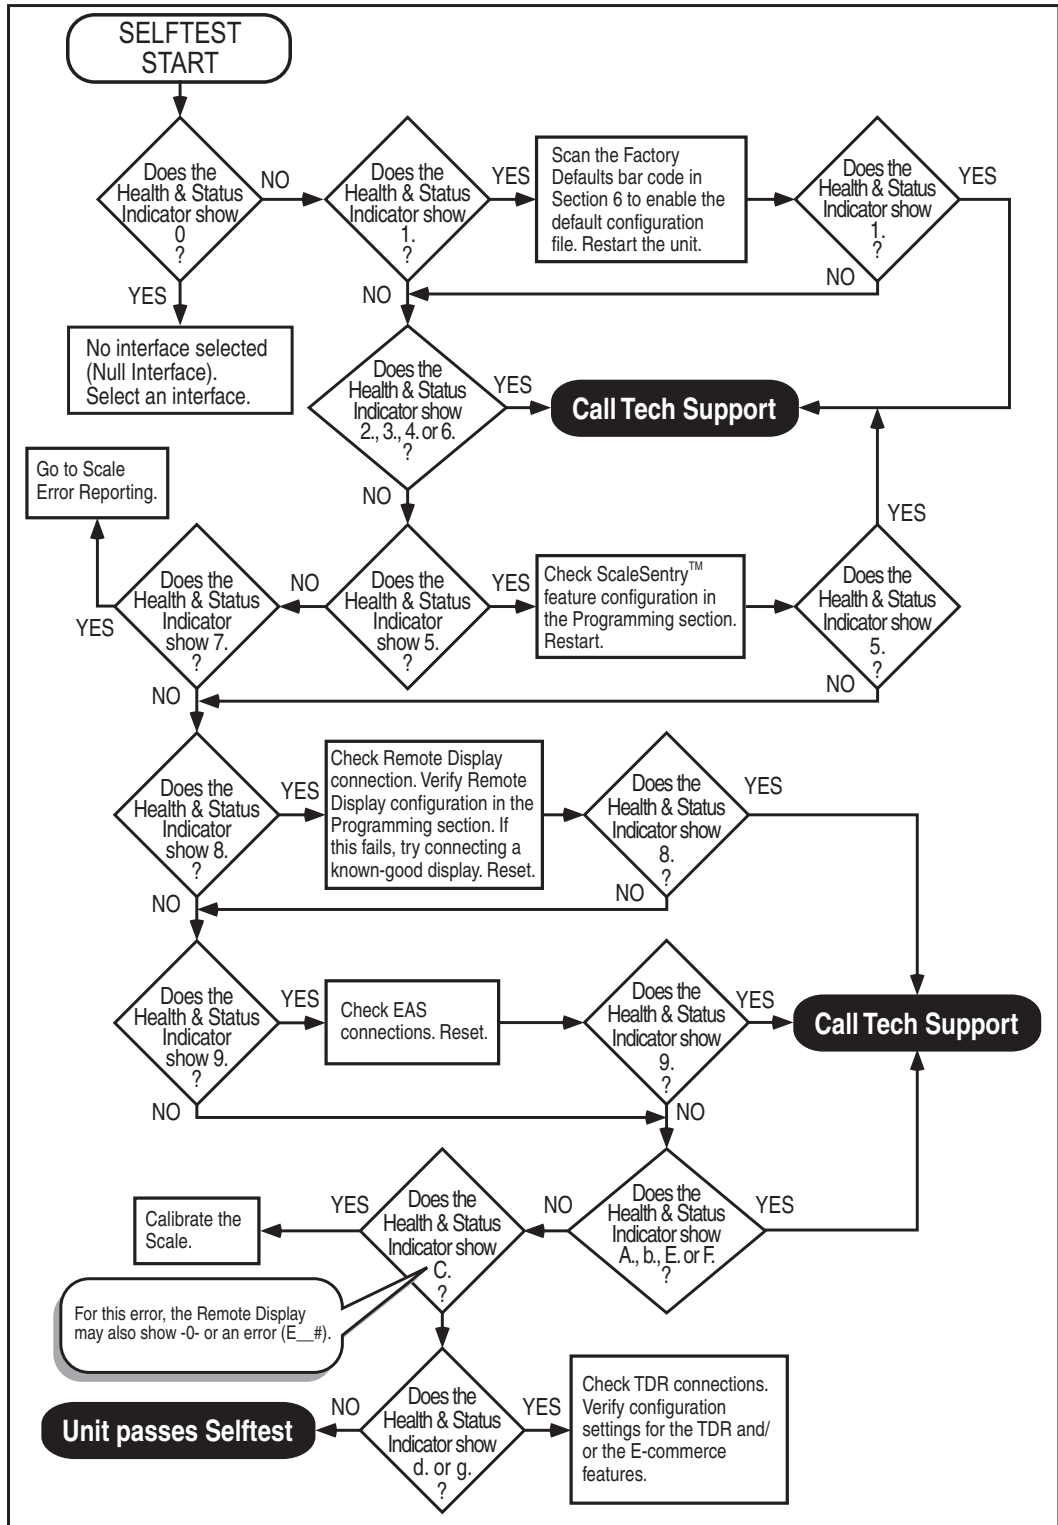 SELFTEST
START
Does the
Health & Status
Indicator show
0
?
NO
YES
No interface selected
(Null Interface).
Select an interface.
Does the
Health & Status
Indicator show
1.
?
YES
NO
Scan the Factory
Defaults bar code in
Section 6 to enable the
default configuration
file. Restart the unit.
Does the
Health & Status
Indicator show
1.
?
YES
NO
Does the
Health & Status
Indicator show
2., 3., 4. or 6.
?
YES
NO
Call Tech Support
Go to Scale
Error Reporting.
Does the
Health & Status
Indicator
show 7.
?
YES
NO
NO
Does the
Health & Status
Indicator
show 5.
?
YES
Check ScaleSentry™
feature configuration in
the Programming section.
Restart.
Does the
Health & Status
Indicator show
5.
?
YES
NO
Does the
Health & Status
Indicator
show 8.
?
YES
NO
Check Remote Display
connection. Verify Remote
Display configuration in the
Programming section. If
this fails, try connecting a
known-good display. Reset.
Does the
Health & Status
Indicator show
8.
?
YES
NO
Does the
Health & Status
Indicator
show 9.
?
YES
NO
Check EAS
connections. Reset.
Does the
Health & Status
Indicator show
9.
?
YES
NO
Call Tech Support
Does the
Health & Status
Indicator show
A., b., E. or F.
?
YES
NO
Does the
Health & Status
Indicator show
C.
?
YES
Calibrate the
Scale.
For this error, the Remote Display
may also show -0- or an error (E__#).
Does the
Health & Status
Indicator show
d. or g.
?
NO
YES
Unit passes Selftest
Check TDR connections.
Verify configuration
settings for the TDR and/
or the E-commerce
features.